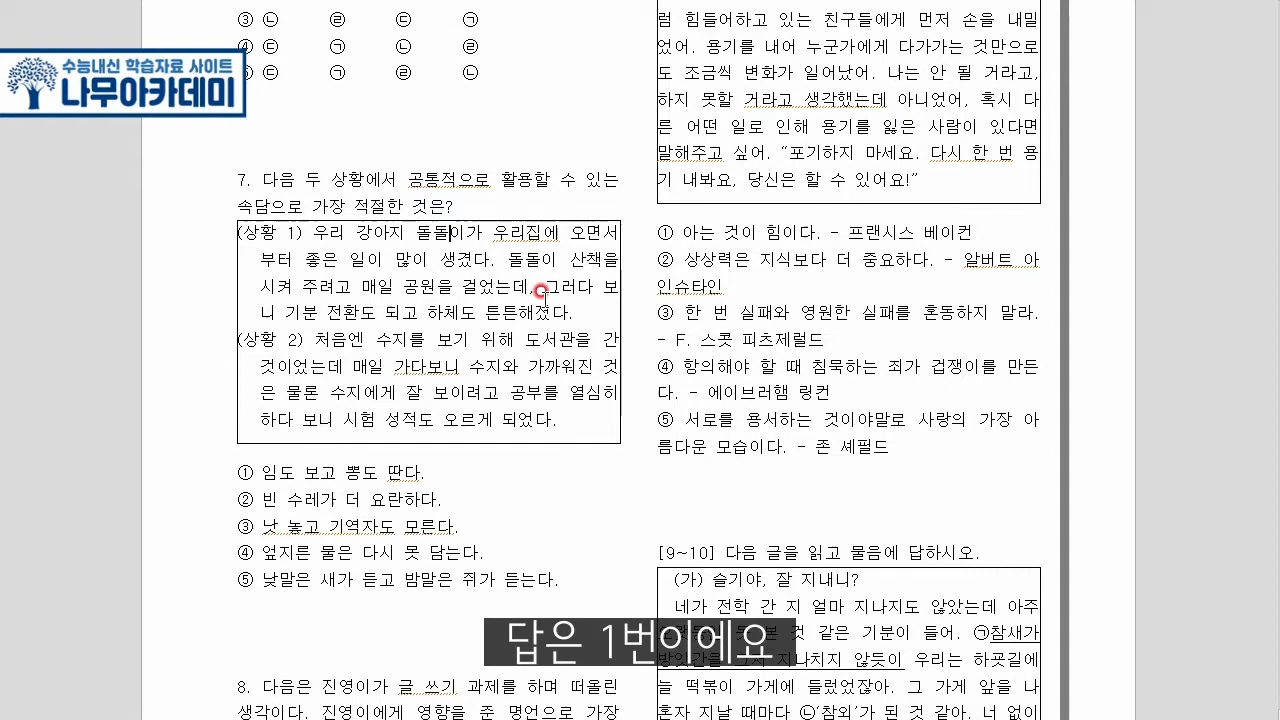 ③ ㉡ ㉣ ㉢ ㉠
④ ㉢ ㉠ ㉡ ㉣
㉢ ㉠ ㉣ ㉡
수능내신 학습자료 사이트
나무아카데미
7. 다음 두 상황에서 공통적으로 활용할 수 있는
속담으로 가장 적절한 것은?
(상황 1) 우리 강아지 돌돌이가 우리집에 오면서
부터 좋은 일이 많이 생겼다. 돌돌이 산책을
시켜 주려고 매일 공원을 걸었는데, 그러다 보
니 기분 전환도 되고 하체도 튼튼해졌다.
(상황 2) 처음엔 수지를 보기 위해 도서관을 간
것이었는데 매일 가다보니 수지와 가까워진 것
은 물론 수지에게 잘 보이려고 공부를 열심히
하다 보니 시험 성적도 오르게 되었다.
① 임도 보고 뽕도 딴다.
② 빈 수레가 더 요란하다.
③ 낫 놓고 기역자도 모른다.
④ 엎지른 물은 다시 못 담는다.
⑤ 낮말은 새가 듣고 밤말은 쥐가 듣는다.
8. 다음은 진영이가 글 쓰기 과제를 하며 떠올린
생각이다. 진영이에게 영향을 준 명언으로 가장
럼 힘들어하고 있는 친구들에게 먼저 손을 내밀
었어. 용기를 내어 누군가에게 다가가는 것만으로
도 조금씩 변화가 일어났지. 나는 안 될 거라고,
하지 못할 거라고 생각했는데 아니었어, 혹시 다
른 어떤 일로 인해 용기를 잃은 사람이 있다면
말해주고 싶어. “포기하지 마세요. 다시 한 번 용
기 내봐요, 당신은 할 수 있어요!”
① 아는 것이 힘이다. - 프랜시스 베이컨
② 상상력은 지식보다 더 중요하다. - 알버트 아
인슈타인
③ 한 번 실패와 영원한 실패를 혼동하지 말라.
- F. 스콧 피츠제럴드
④ 항의해야 할 때 침묵하는 죄가 겁쟁이를 만든
다. - 에이브러햄 링컨
⑤ 서로를 용서하는 것이야말로 사랑의 가장 아
름다운 모습이다. - 존 셰필드
[9~10] 다음 글을 읽고 물음에 답하시오.
(가) 슬기야, 잘 지내니?
네가 전학 간 지 얼마 지나지도 않았는데 아주
것 같은 기분이 들어. ㉠참새가
지나치지 않듯이 우리는 하굣길에
늘 떡볶이 가게에 들렀었잖아. 그 가게 앞을 나
혼자 지날 때마다 ㉡‘참외’가 된 것 같아. 너 없이
답은 1번이에요